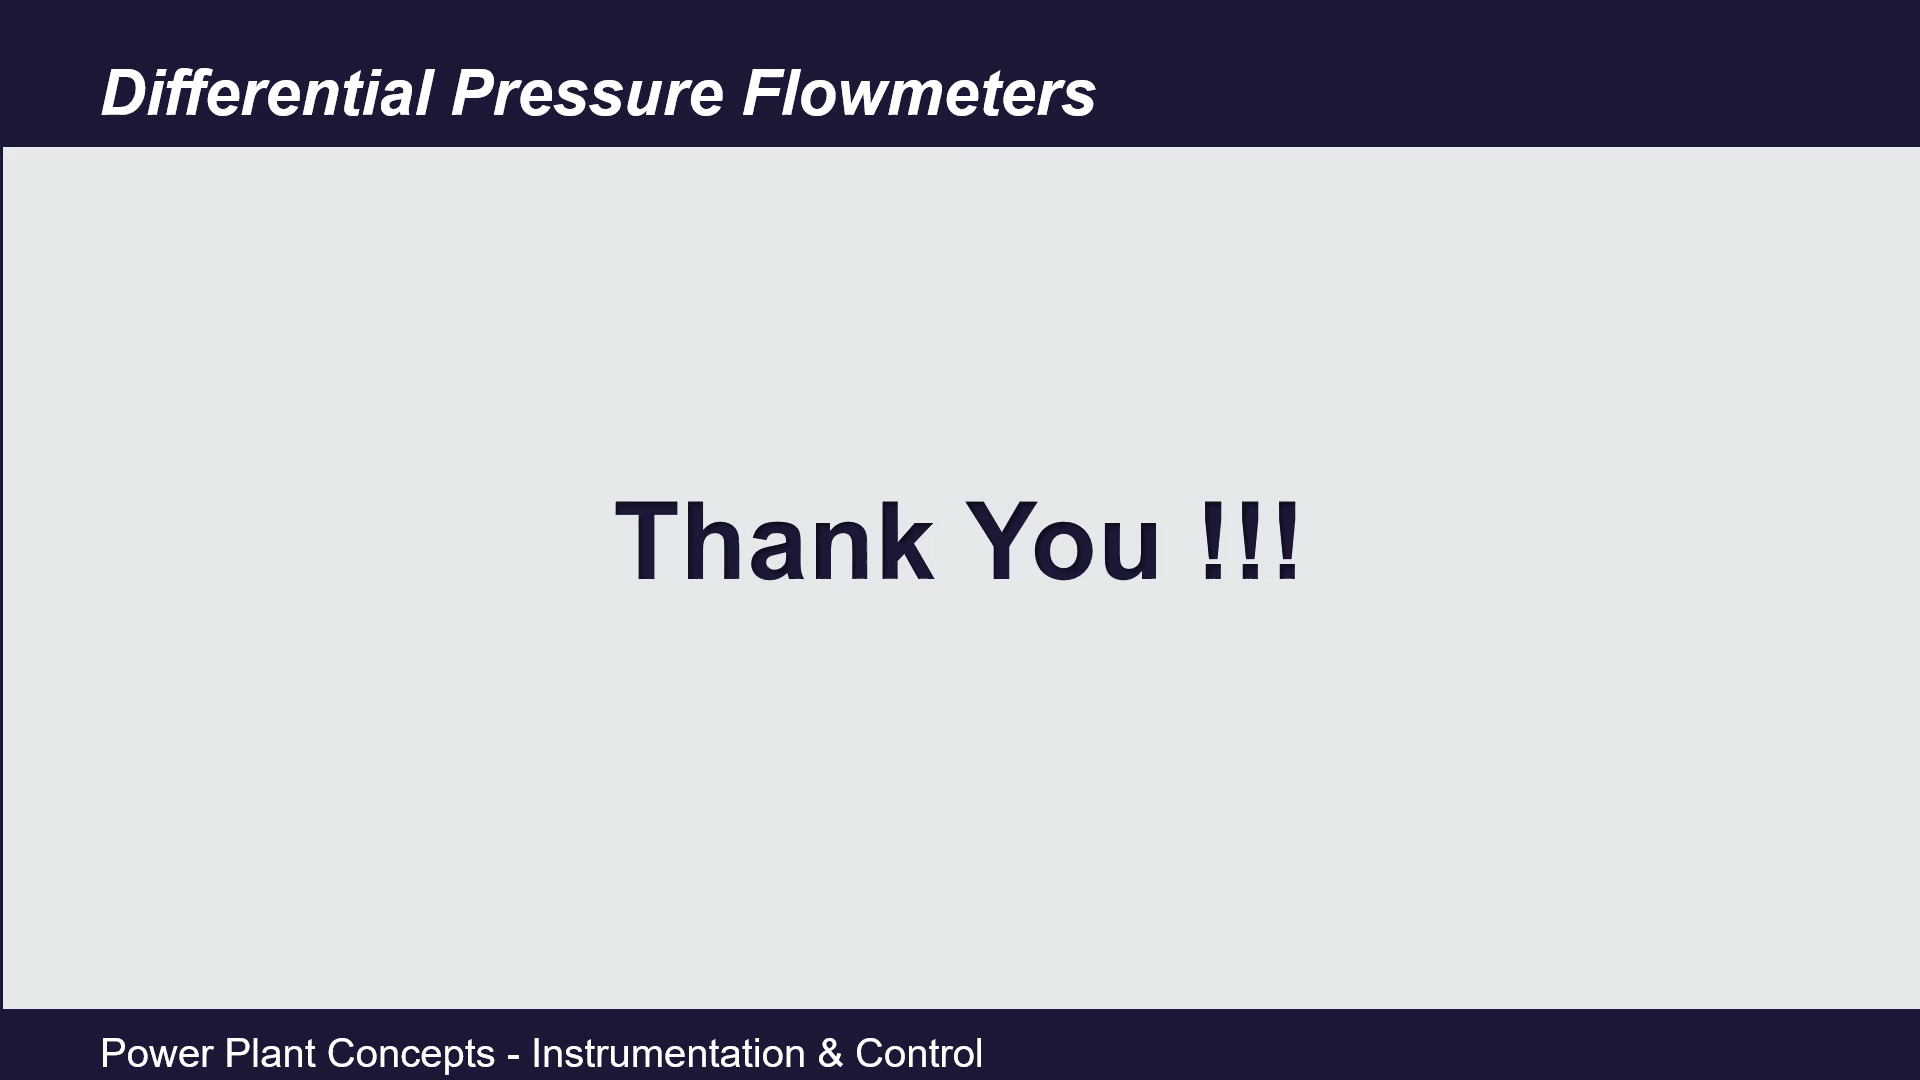 Differential Pressure Flowmeters
Thank You !!!
Power Plant Concepts - Instrumentation & Control